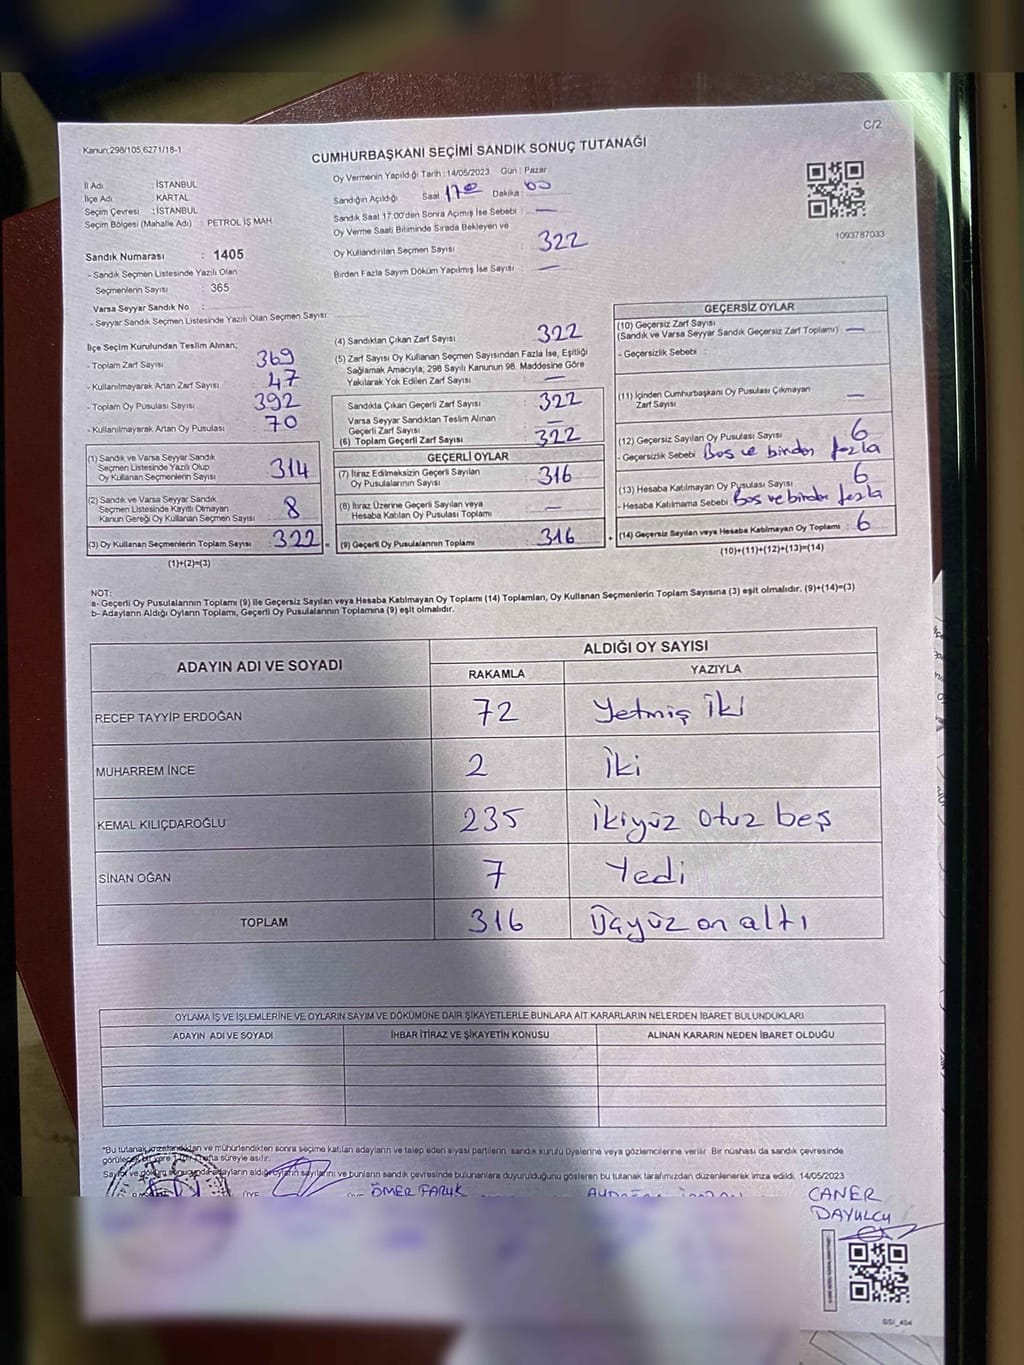 C/2
Kanun:298/105,6271/18-1
CUMHURBAŞKANI SEÇİMİ SANDIK SONUÇ TUTANAĞI
İl Adı : İSTANBUL
İlçe Adı : KARTAL
Seçim Çevresi : İSTANBUL
Seçim Bölgesi (Mahalle Adı) PETROL İŞ MAH
Sandık Numarası : 1405
- Sandık Seçmen Listesinde Yazılı Olan
Seçmenlerin Sayısı : 365
Varsa Seyyar Sandık No :
- Seyyar Sandık Seçmen Listesinde Yazılı Olan Seçmen Sayısı:
Oy Vermenin Yapıldığı Tarih : 14/05/2023 Gün : Pazar
Sandığın Açıldığı Saat 17 00 Dakika : 00
Sandık Saat 17.00'den Sonra Açılmış İse Sebebi : —
Oy Verme Saati Bitiminde Sırada Bekleyen ve
Oy Kullandırılan Seçmen Sayısı : 322
Birden Fazla Sayım Döküm Yapılmış İse Sayısı : —
1093787033
İlçe Seçim Kurulundan Teslim Alınan;
- Toplam Zarf Sayısı : 369
- Kullanılmayarak Artan Zarf Sayısı : 47
- Toplam Oy Pusulası Sayısı : 392
- Kullanılmayarak Artan Oy Pusulası : 70
(1) Sandık ve Varsa Seyyar Sandık
Seçmen Listesinde Yazılı Olup
Oy Kullanan Seçmenlerin Sayısı : 314
(2) Sandık ve Varsa Seyyar Sandık
Seçmen Listesinde Kayıtlı Olmayan
Kanun Gereği Oy Kullanan Seçmen Sayısı : 8
(3) Oy Kullanan Seçmenlerin Toplam Sayısı : 322
(1)+(2)=(3)
(4) Sandıktan Çıkan Zarf Sayısı : 322
(5) Zarf Sayısı Oy Kullanan Seçmen Sayısından Fazla İse, Eşitliği
Sağlamak Amacıyla; 298 Sayılı Kanunun 98. Maddesine Göre
Yakılarak Yok Edilen Zarf Sayısı : —
Sandıkta Çıkan Geçerli Zarf Sayısı : 322
Varsa Seyyar Sandıktan Teslim Alınan
Geçerli Zarf Sayısı : —
(6) Toplam Geçerli Zarf Sayısı : 322
GEÇERLİ OYLAR
(7) İtiraz Edilmeksizin Geçerli Sayılan
Oy Pusulalarının Sayısı : 316
(8) İtiraz Üzerine Geçerli Sayılan veya
Hesaba Katılan Oy Pusulası Toplamı : —
(9) Geçerli Oy Pusulalarının Toplamı : 316
GEÇERSİZ OYLAR
(10) Geçersiz Zarf Sayısı
(Sandık ve Varsa Seyyar Sandık Geçersiz Zarf Toplamı) : —
- Geçersizlik Sebebi :
(11) İçinden Cumhurbaşkanı Oy Pusulası Çıkmayan
Zarf Sayısı : —
(12) Geçersiz Sayılan Oy Pusulası Sayısı : 6
- Geçersizlik Sebebi Boş ve birden fazla
(13) Hesaba Katılmayan Oy Pusulası Sayısı : 6
- Hesaba Katılmama Sebebi : Boş ve birden fazla
(14) Geçersiz Sayılan veya Hesaba Katılmayan Oy Toplamı : 6
(10)+(11)+(12)+(13)=(14)
NOT:
a- Geçerli Oy Pusulalarının Toplamı (9) ile Geçersiz Sayılan veya Hesaba Katılmayan Oy Toplamı (14) Toplamları, Oy Kullanan Seçmenlerin Toplam Sayısına (3) eşit olmalıdır. (9)+(14)=(3)
b- Adayların Aldığı Oyların Toplamı, Geçerli Oy Pusulalarının Toplamına (9) eşit olmalıdır.
ADAYIN ADI VE SOYADI ALDIĞI OY SAYISI
RAKAMLA YAZIYLA
RECEP TAYYİP ERDOĞAN 72 Yetmiş iki
MUHARREM İNCE 2 İki
KEMAL KILIÇDAROĞLU 235 İkiyüz otuz beş
SİNAN OĞAN 7 Yedi
TOPLAM 316 Üçyüz on altı
OYLAMA İŞ VE İŞLEMLERİNE VE OYLARIN SAYIM VE DÖKÜMÜNE DAİR ŞİKAYETLERLE BUNLARA AİT KARARLARIN NELERDEN İBARET BULUNDUKLARI
ADAYIN ADI VE SOYADI İHBAR İTİRAZ VE ŞİKAYETİN KONUSU ALINAN KARARIN NEDEN İBARET OLDUĞU
"Bu tutanak imzalandıktan ve mühürlendikten sonra seçime katılan adayların ve talep eden siyasi partilerin sandık kurulu üyelerine veya gözlemcilerine verilir. Bir nüshası da sandık çevresinde
görülecek bir yere hafta süreyle asılır.
Sayım ve döküm sonucunda adayların aldığı oyların sayılarını ve bunların sandık çevresinde bulunanlara duyurulduğunu gösteren bu tutanak tarafımızdan düzenlenerek imza edildi. 14/05/2023
ÖMER FARUK
CANER
DAYULCU
SSI_454